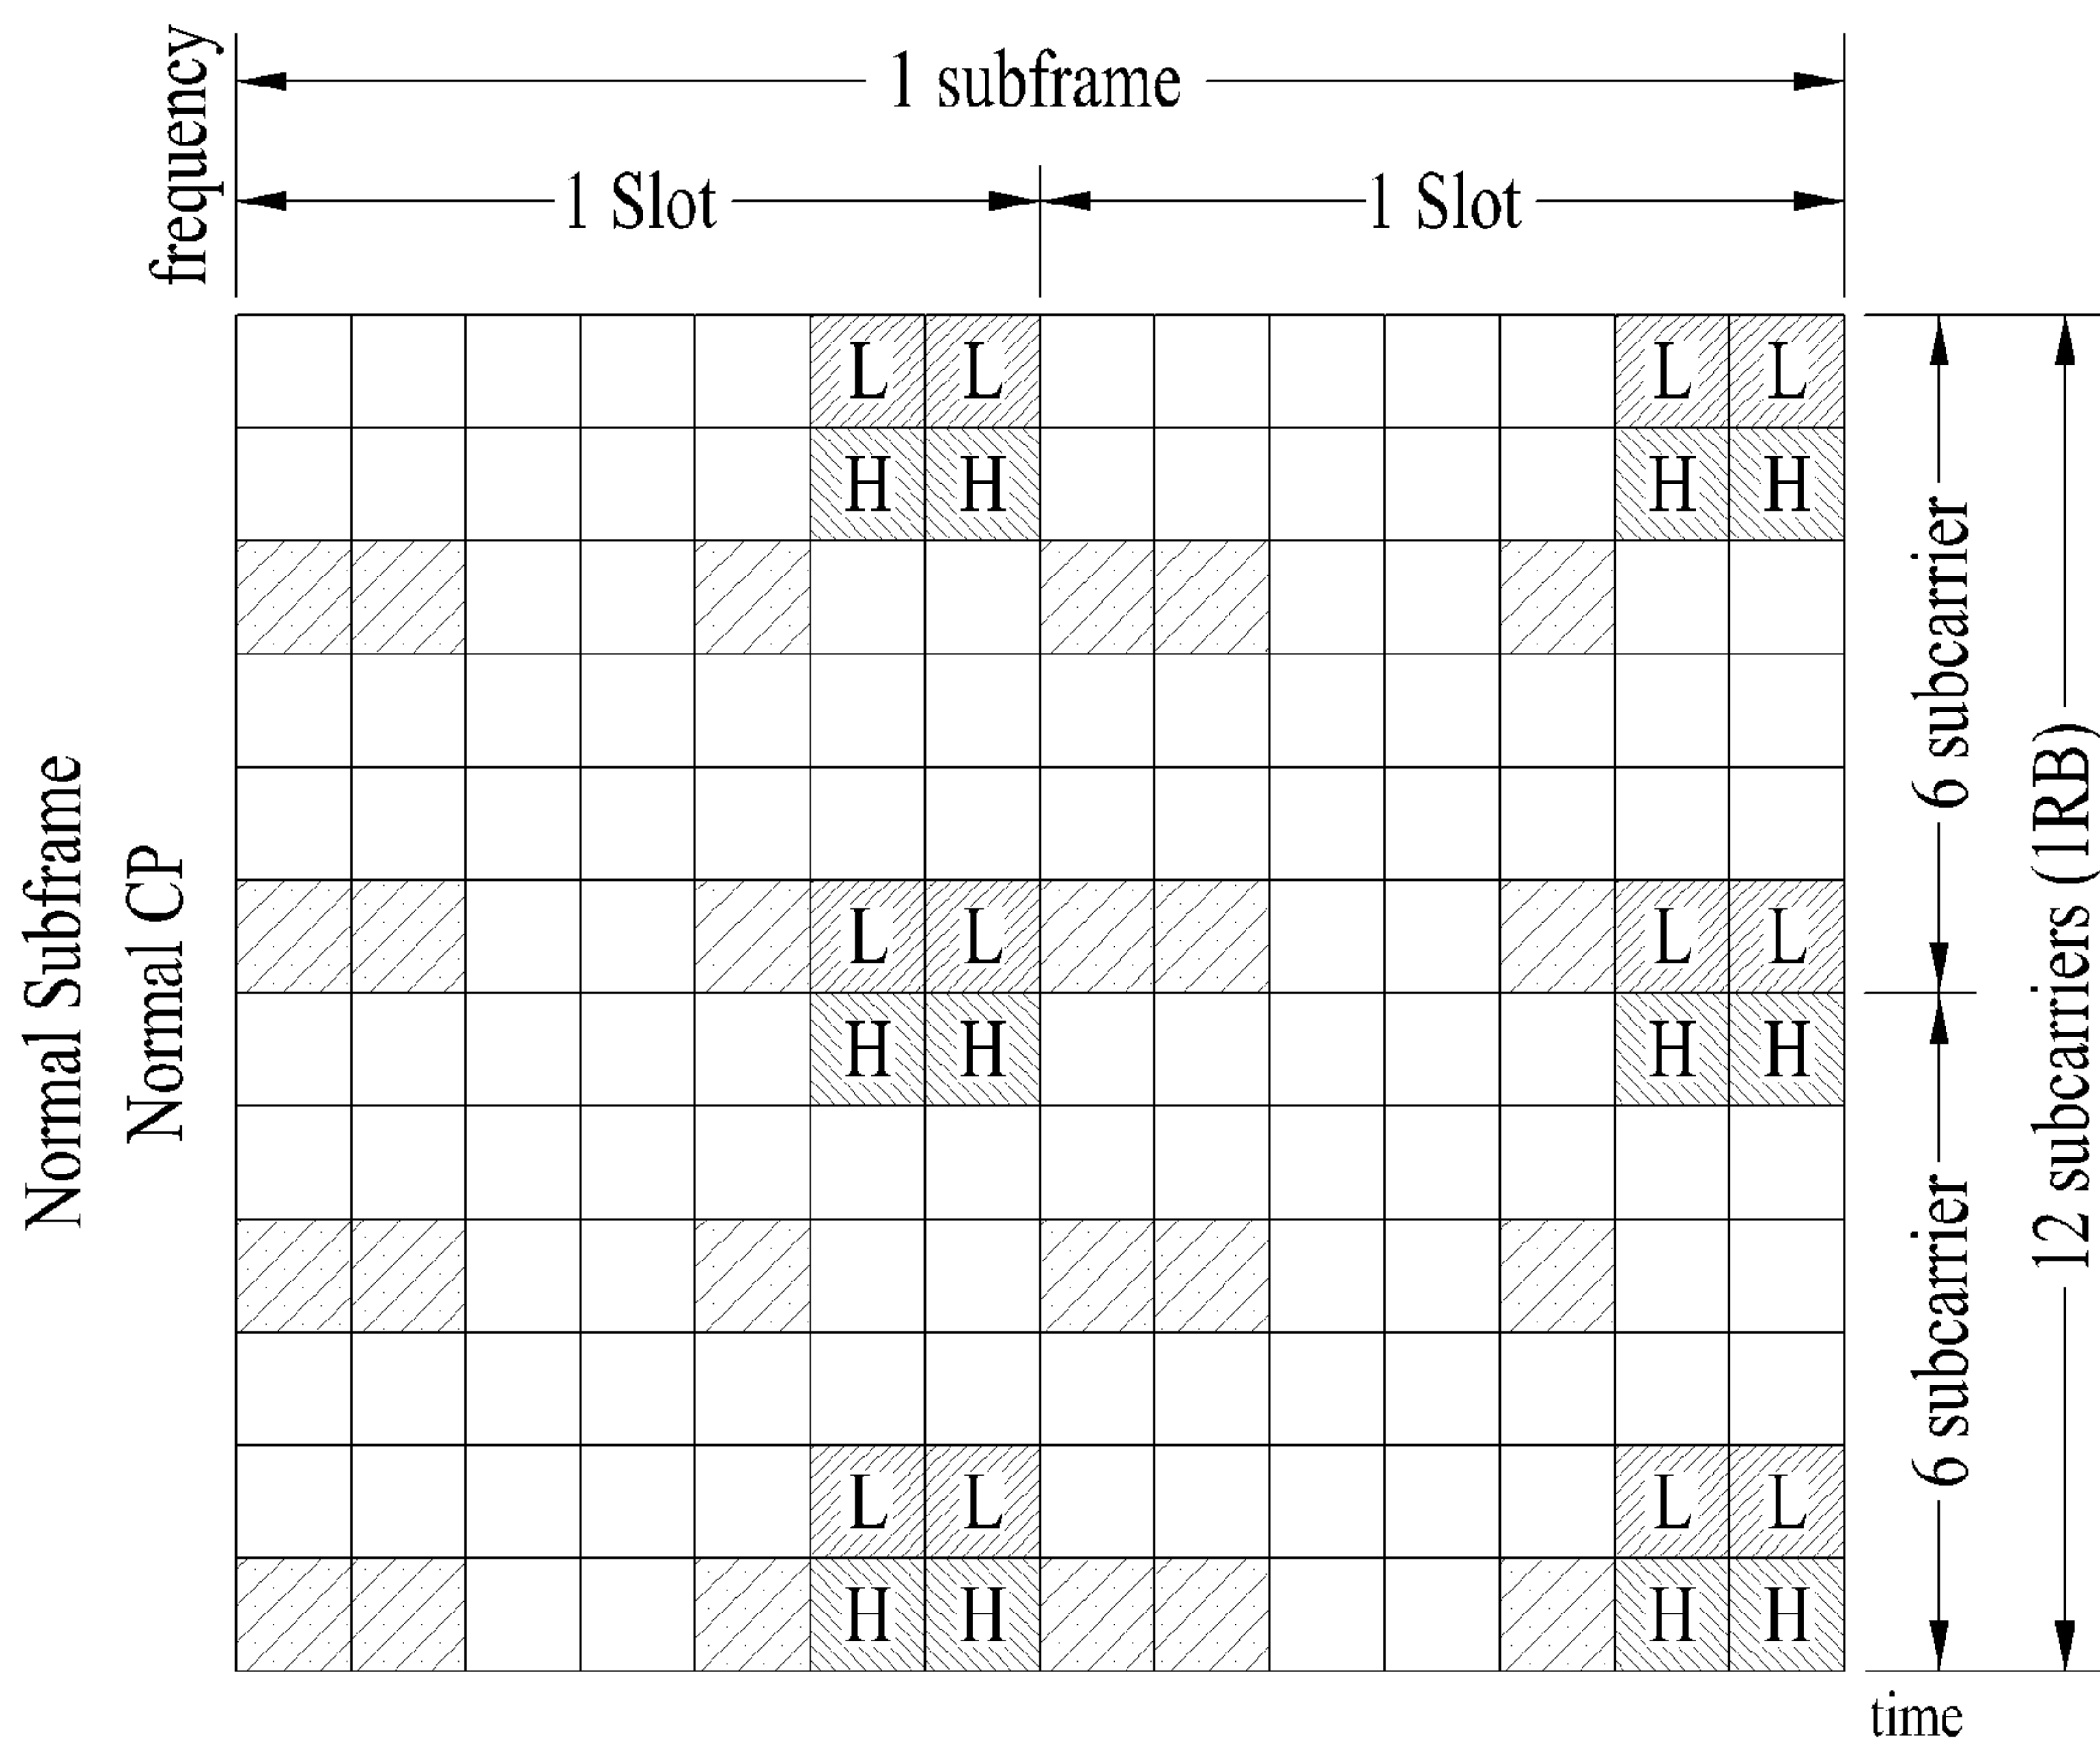 frequency
1 subframe
1 Slot 1 Slot
L L L L
H H H H
L L L L
H H H H
L L L L
H H H H
Normal Subframe
Normal CP
6 subcarrier
6 subcarrier
12 subcarriers (1RB)
time